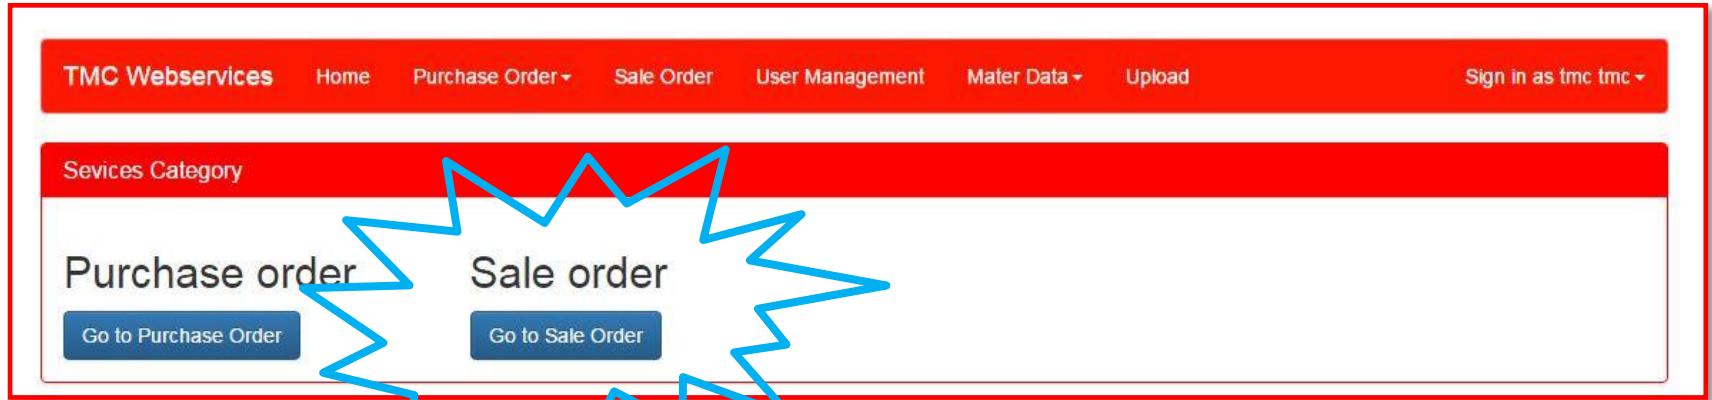 TMC Webservices Home Purchase Order Sale Order User Management Mater Data Upload Sign in as tmc tmc
Sevices Category
Purchase order Sale order
Go to Purchase Order Go to Sale Order